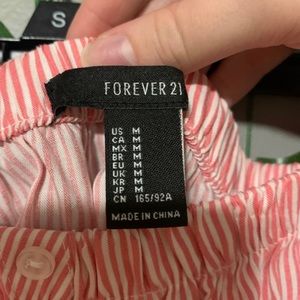 S
FOREVER 21
US M
CA M
MX M
BR M
EU M
UK M
KR M
JP M
CN 165/92A
MADE IN CHINA